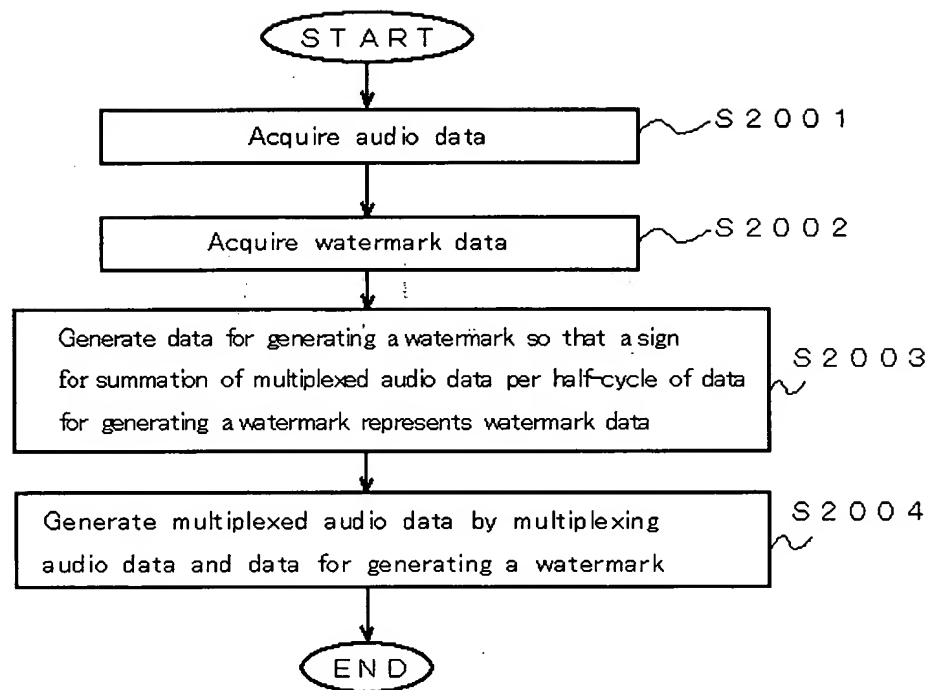 START
Acquire audio data
S2001
Acquire watermark data
S2002
Generate data for generating a watermark so that a sign
for summation of multiplexed audio data per half-cycle of data
for generating a watermark represents watermark data
S2003
Generate multiplexed audio data by multiplexing
audio data and data for generating a watermark
S2004
END